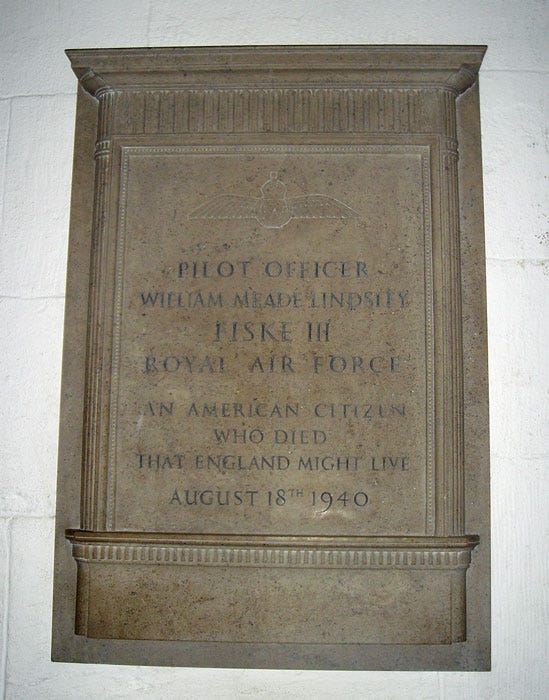 PILOT OFFICER
WILLIAM MEADE LINDSLEY
FISKE III
ROYAL AIR FORCE
AN AMERICAN CITIZEN
WHO DIED
THAT ENGLAND MIGHT LIVE
AUGUST 18TH 1940